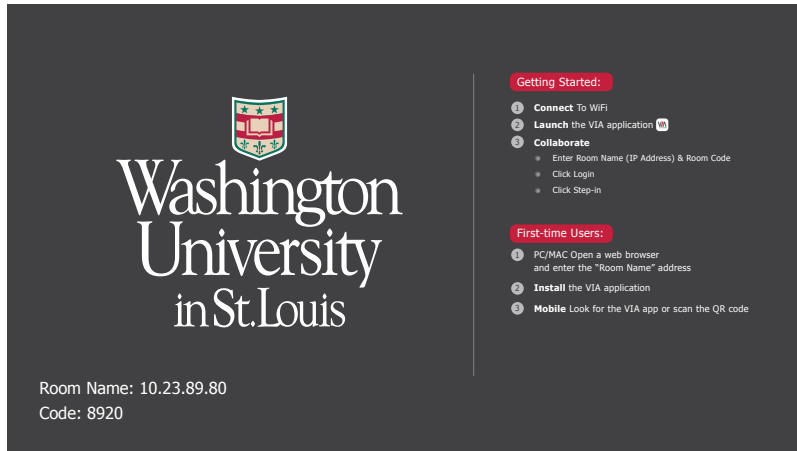 Washington
University
in St. Louis
Room Name: 10.23.89.80
Code: 8920
Getting Started:
1 Connect To WiFi
2 Launch the VIA application VIA
3 Collaborate
Enter Room Name (IP Address) & Room Code
Click Login
Click Step-in
First-time Users:
1 PC/MAC Open a web browser
and enter the “Room Name” address
2 Install the VIA application
3 Mobile Look for the VIA app or scan the QR code